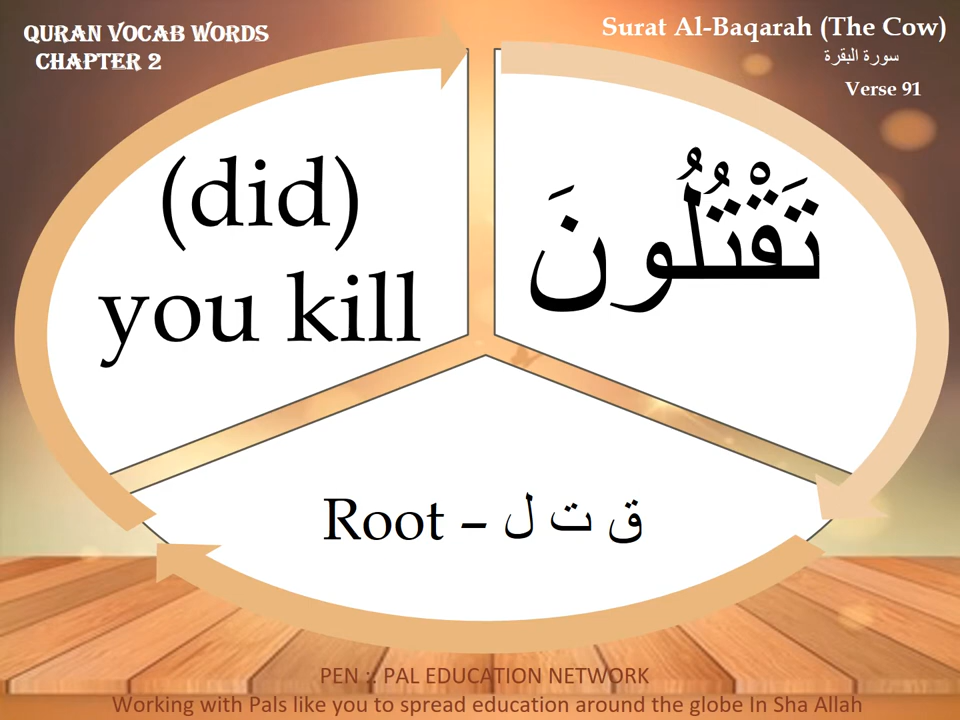 QURAN VOCAB WORDS
CHAPTER 2
Surat Al-Baqarah (The Cow)
سورة البقرة
Verse 91
(did)
you kill
تَقْتُلُونَ
Root – ق ت ل
PEN :: PAL EDUCATION NETWORK
Working with Pals like you to spread education around the globe In Sha Allah